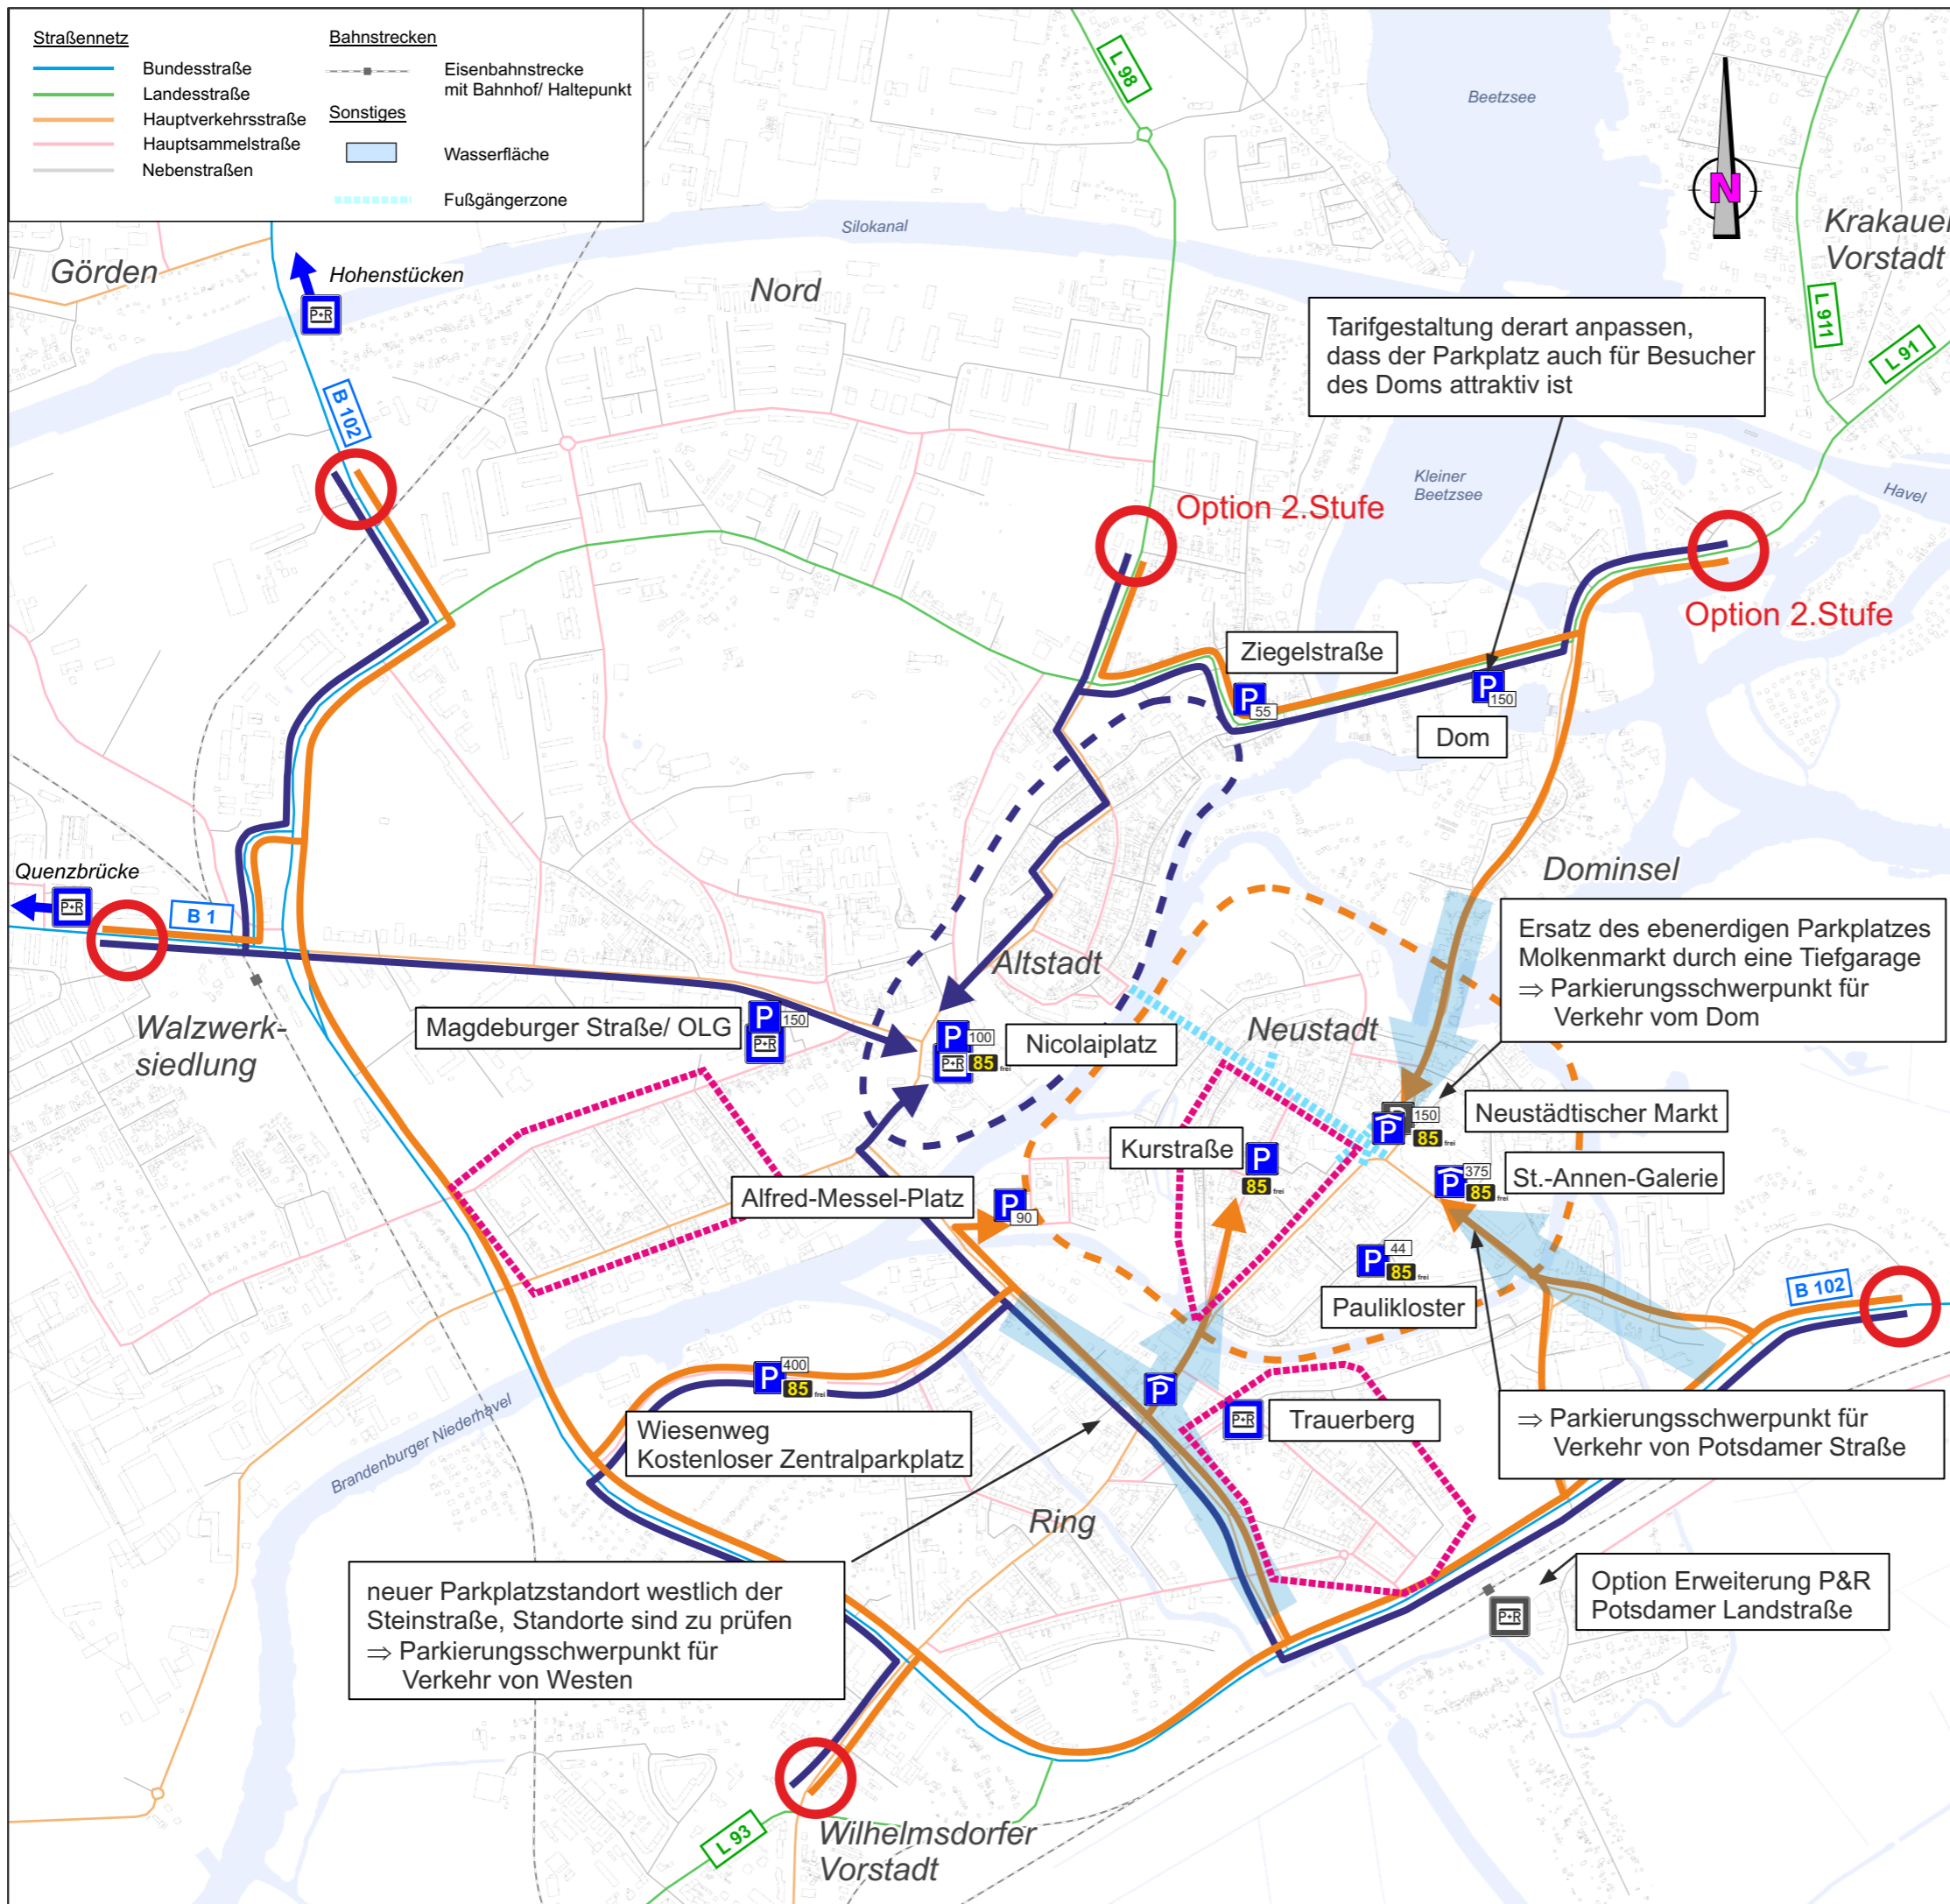 Straßennetz
Bundesstraße
Landesstraße
Hauptverkehrsstraße
Hauptsammelstraße
Nebenstraßen
Bahnstrecken
Eisenbahnstrecke
mit Bahnhof/ Haltepunkt
Sonstiges
Wasserfläche
Fußgängerzone
L 98
Beetzsee
N
Krakauer
Vorstadt
Silokanal
Görden
Hohenstücken
P+R
Nord
L 911
L 91
Tarifgestaltung derart anpassen,
dass der Parkplatz auch für Besucher
des Doms attraktiv ist
B 102
Kleiner
Beetzsee
Havel
Option 2.Stufe
Option 2.Stufe
Ziegelstraße
P
55
P
150
Dom
Dominsel
Quenzbrücke
P+R
B 1
Ersatz des ebenerdigen Parkplatzes
Molkenmarkt durch eine Tiefgarage
⇒ Parkierungsschwerpunkt für
Verkehr vom Dom
Altstadt
Neustadt
Walzwerk-
siedlung
Magdeburger Straße/ OLG
P
150
P+R
P
100
P+R
85 frei
Nicolaiplatz
P
150
85 frei
Neustädtischer Markt
Kurstraße
P
85 frei
P
375
85 frei
St.-Annen-Galerie
Alfred-Messel-Platz
P
90
P
44
85 frei
Paulikloster
B 102
P
400
85 frei
Wiesenweg
Kostenloser Zentralparkplatz
P
P+R
Trauerberg
⇒ Parkierungsschwerpunkt für
Verkehr von Potsdamer Straße
Brandenburger Niederhavel
Ring
neuer Parkplatzstandort westlich der
Steinstraße, Standorte sind zu prüfen
⇒ Parkierungsschwerpunkt für
Verkehr von Westen
Option Erweiterung P&R
Potsdamer Landstraße
P+R
L 93
Wilhelmsdorfer
Vorstadt